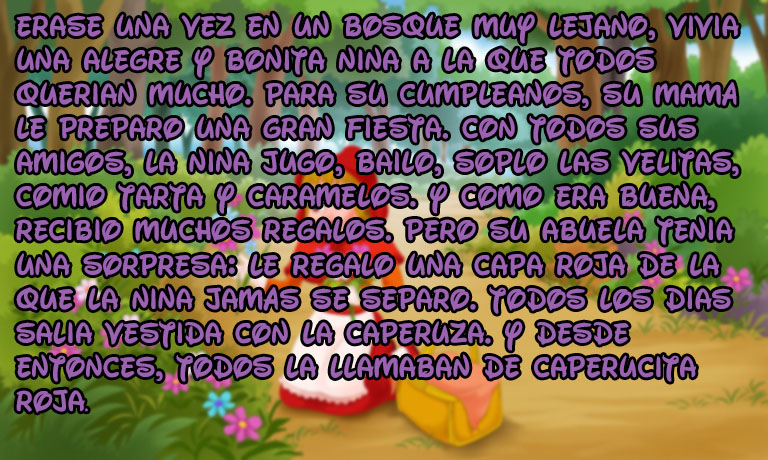 ERASE UNA VEZ EN UN BOSQUE MUY LEJANO, VIVIA
UNA ALEGRE Y BONITA NINA A LA QUE TODOS
QUERIAN MUCHO. PARA SU CUMPLEANOS, SU MAMA
LE PREPARO UNA GRAN FIESTA. CON TODOS SUS
AMIGOS, LA NINA JUGO, BAILO, SOPLO LAS VELITAS,
COMIO TARTA Y CARAMELOS. Y COMO ERA BUENA,
RECIBIO MUCHOS REGALOS. PERO SU ABUELA TENIA
UNA SORPRESA: LE REGALO UNA CAPA ROJA DE LA
QUE LA NINA JAMAS SE SEPARO. TODOS LOS DIAS
SALIA VESTIDA CON LA CAPERUZA. Y DESDE
ENTONCES, TODOS LA LLAMABAN DE CAPERUCITA
ROJA.